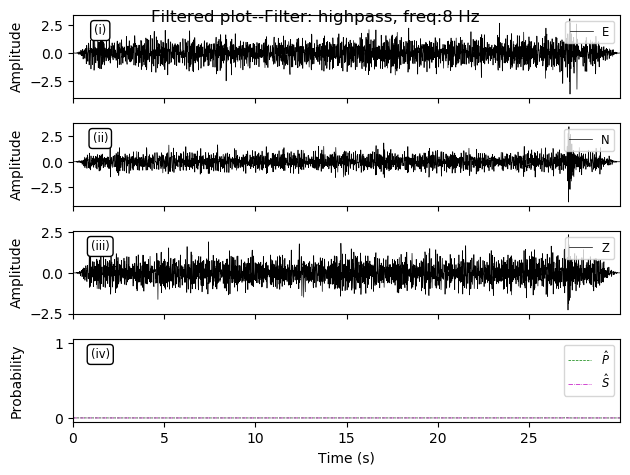 Filtered plot--Filter: highpass, freq:8 Hz
2.5
0.0
−2.5
Amplitude
(i)
E
2.5
0.0
−2.5
Amplitude
(ii)
N
2.5
0.0
−2.5
Amplitude
(iii)
Z
1
0
Probability
(iv)
P̂
Ŝ
0 5 10 15 20 25
Time (s)